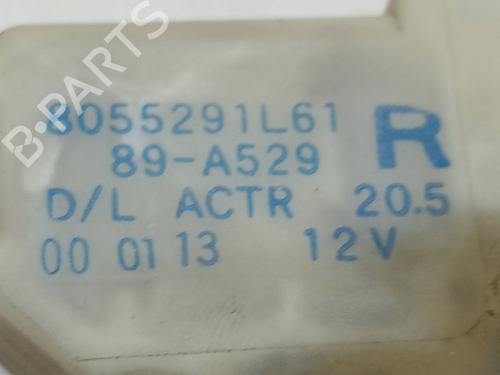 B-PARTS
8055291L61
89-A529 R
D/L ACTR 20.5
00 01 13 12V